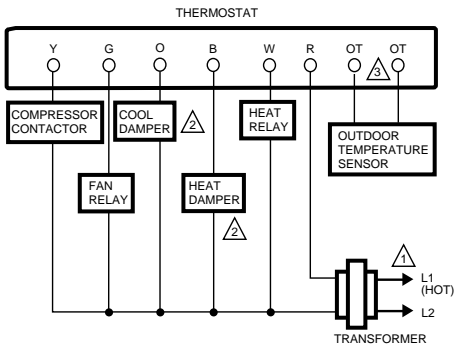 THERMOSTAT
Y G O B W R OT OT
3
COMPRESSOR
CONTACTOR
COOL
DAMPER
2
HEAT
RELAY
OUTDOOR
TEMPERATURE
SENSOR
FAN
RELAY
HEAT
DAMPER
2
1
L1
(HOT)
L2
TRANSFORMER